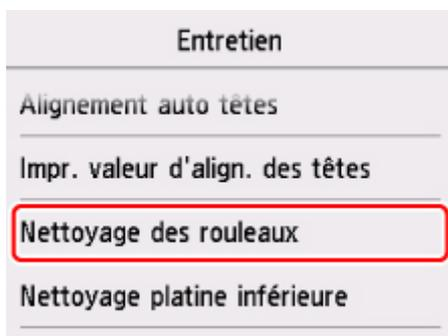 Entretien
Alignement auto têtes
Impr. valeur d'align. des têtes
Nettoyage des rouleaux
Nettoyage platine inférieure